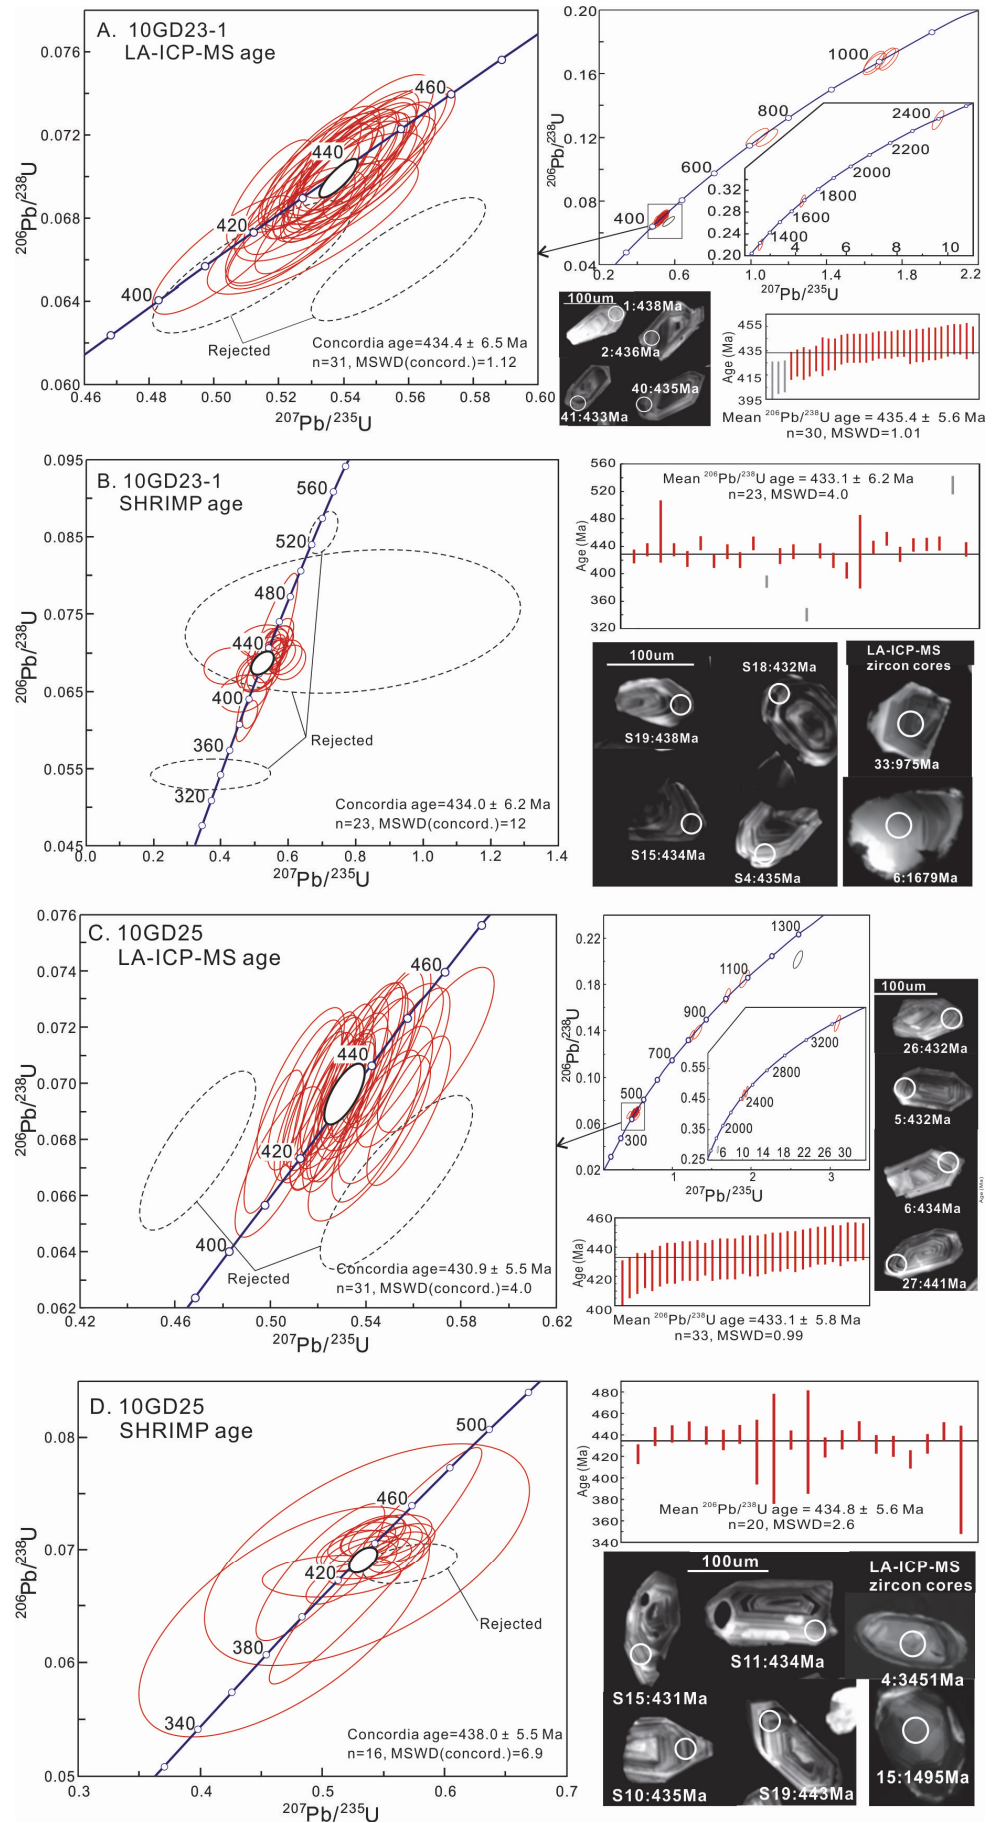 A. 10GD23-1
LA-ICP-MS age
0.076
0.072
0.068
0.064
0.060
²⁰⁶Pb/²³⁸U
460
440
420
400
Rejected
Concordia age=434.4 ± 6.5 Ma
n=31, MSWD(concord.)=1.12
0.46 0.48 0.50 0.52 0.54 0.56 0.58 0.60
²⁰⁷Pb/²³⁵U
0.20
0.16
0.12
0.08
0.04
²⁰⁶Pb/²³⁸U
1000
800
600
400
2400
2200
2000
1800
1600
1400
0.32
0.28
0.24
0.20
4 6 8 10
0.2 0.6 1.0 1.4 1.8 2.2
²⁰⁷Pb/²³⁵U
100um
1:438Ma
2:436Ma
40:435Ma
41:433Ma
455
435
415
395
Age (Ma)
Mean ²⁰⁶Pb/²³⁸U age = 435.4 ± 5.6 Ma
n=30, MSWD=1.01
B. 10GD23-1
SHRIMP age
0.095
0.085
0.075
0.065
0.055
0.045
²⁰⁶Pb/²³⁸U
560
520
480
440
400
360
320
Rejected
Concordia age=434.0 ± 6.2 Ma
n=23, MSWD(concord.)=12
0.0 0.2 0.4 0.6 0.8 1.0 1.2 1.4
²⁰⁷Pb/²³⁵U
560
520
480
440
400
360
320
Age (Ma)
Mean ²⁰⁶Pb/²³⁸U age = 433.1 ± 6.2 Ma
n=23, MSWD=4.0
100um
S18:432Ma
S19:438Ma
S15:434Ma
S4:435Ma
LA-ICP-MS
zircon cores
33:975Ma
6:1679Ma
C. 10GD25
LA-ICP-MS age
0.076
0.074
0.072
0.070
0.068
0.066
0.064
0.062
²⁰⁶Pb/²³⁸U
460
440
420
400
Rejected
Concordia age=430.9 ± 5.5 Ma
n=31, MSWD(concord.)=4.0
0.42 0.46 0.50 0.54 0.58 0.62
²⁰⁷Pb/²³⁵U
0.22
0.18
0.14
0.10
0.06
0.02
²⁰⁶Pb/²³⁸U
1300
1100
900
700
500
300
3200
2800
2400
2000
0.55
0.45
0.35
0.25
6 10 14 18 22 26 30
1 2 3
²⁰⁷Pb/²³⁵U
100um
26:432Ma
5:432Ma
6:434Ma
27:441Ma
Age (Ma)
460
440
420
400
Age (Ma)
Mean ²⁰⁶Pb/²³⁸U age =433.1 ± 5.8 Ma
n=33, MSWD=0.99
D. 10GD25
SHRIMP age
0.08
0.07
0.06
0.05
²⁰⁶Pb/²³⁸U
500
460
420
380
340
Rejected
Concordia age=438.0 ± 5.5 Ma
n=16, MSWD(concord.)=6.9
0.3 0.4 0.5 0.6 0.7
²⁰⁷Pb/²³⁵U
480
460
440
420
400
380
360
340
Age (Ma)
Mean ²⁰⁶Pb/²³⁸U age = 434.8 ± 5.6 Ma
n=20, MSWD=2.6
100um
S15:431Ma
S11:434Ma
S10:435Ma
S19:443Ma
LA-ICP-MS
zircon cores
4:3451Ma
15:1495Ma